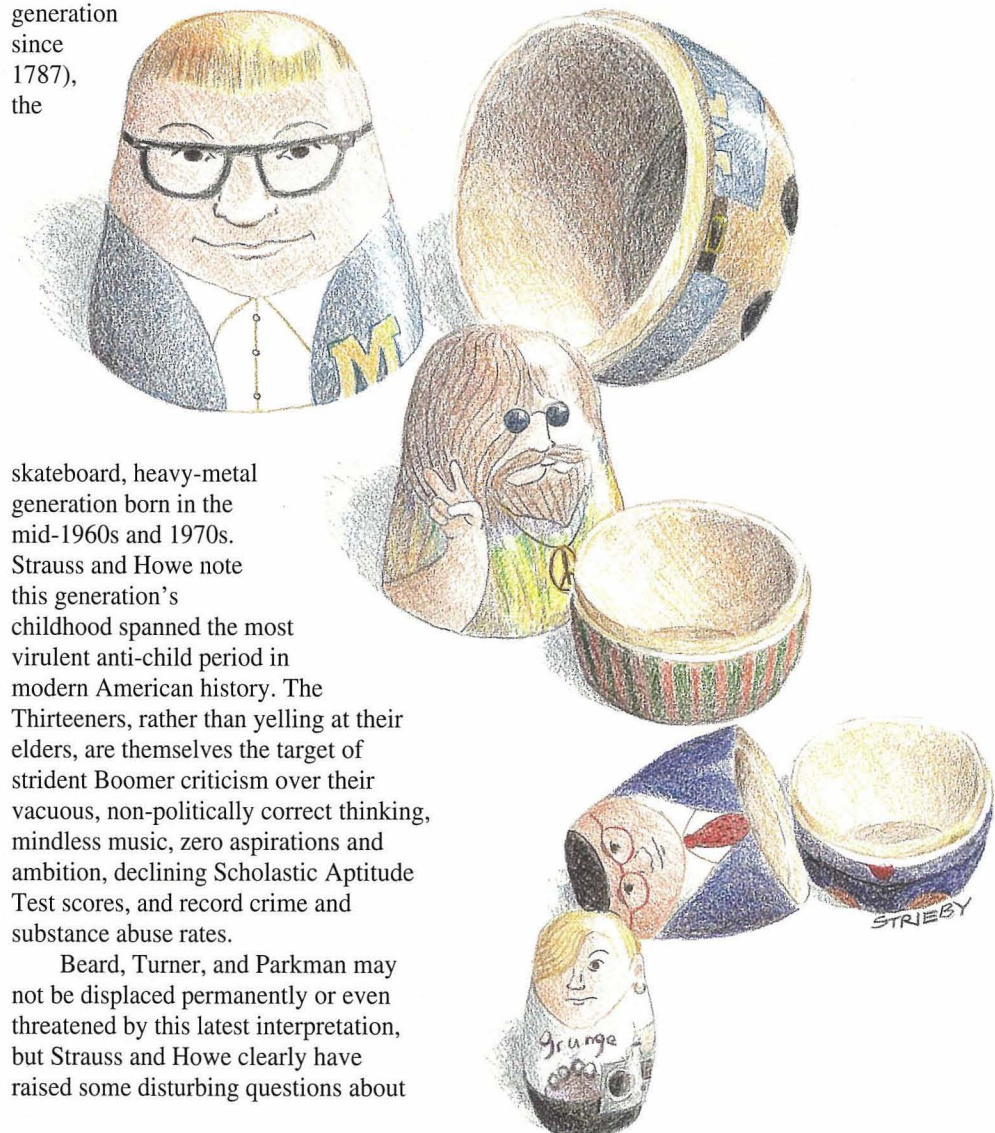 generation
since
1787),
the
M
M
skateboard, heavy-metal
generation born in the
mid-1960s and 1970s.
Strauss and Howe note
this generation's
childhood spanned the most
virulent anti-child period in
modern American history. The
Thirteeners, rather than yelling at their
elders, are themselves the target of
strident Boomer criticism over their
vacuous, non-politically correct thinking,
mindless music, zero aspirations and
ambition, declining Scholastic Aptitude
Test scores, and record crime and
substance abuse rates.
STRIEBY
grunge
Beard, Turner, and Parkman may
not be displaced permanently or even
threatened by this latest interpretation,
but Strauss and Howe clearly have
raised some disturbing questions about